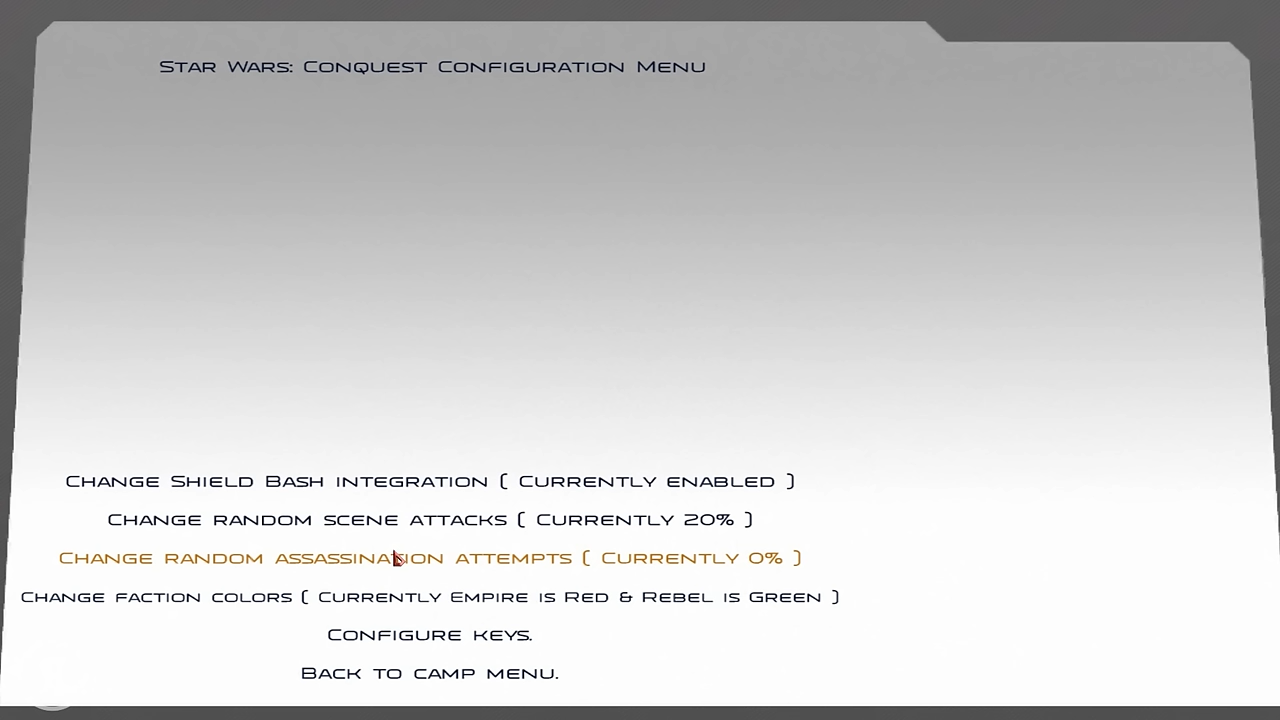 Star Wars: Conquest Configuration Menu
Change Shield Bash integration ( Currently enabled )
Change random scene attacks ( Currently 20% )
Change random assassination attempts ( Currently 0% )
Change faction colors ( Currently Empire is Red & Rebel is Green )
Configure keys.
Back to camp menu.